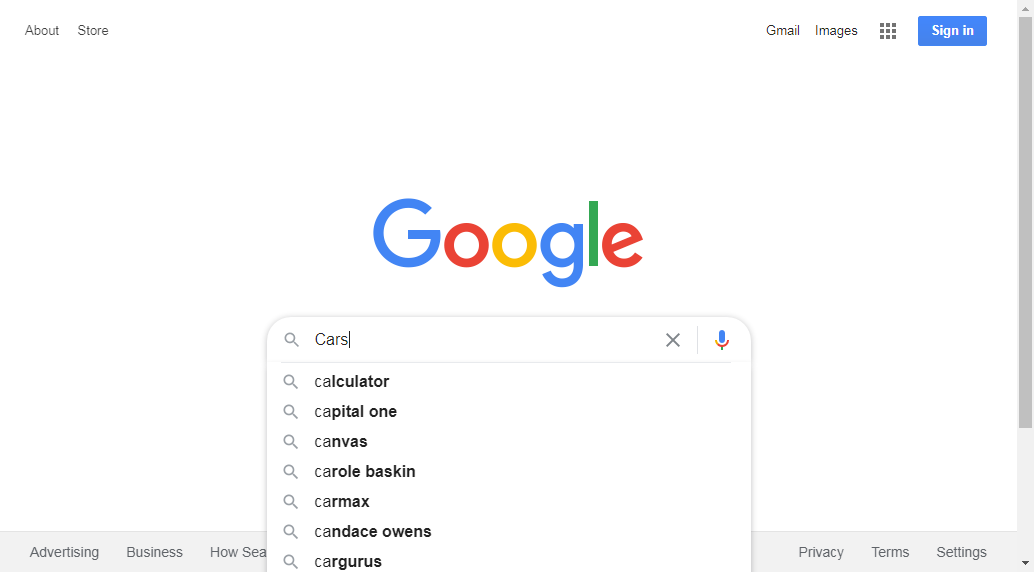 About Store
Gmail Images Sign in
Google
Cars
calculator
capital one
canvas
carole baskin
carmax
candace owens
cargurus
Advertising Business How Sea
Privacy Terms Settings